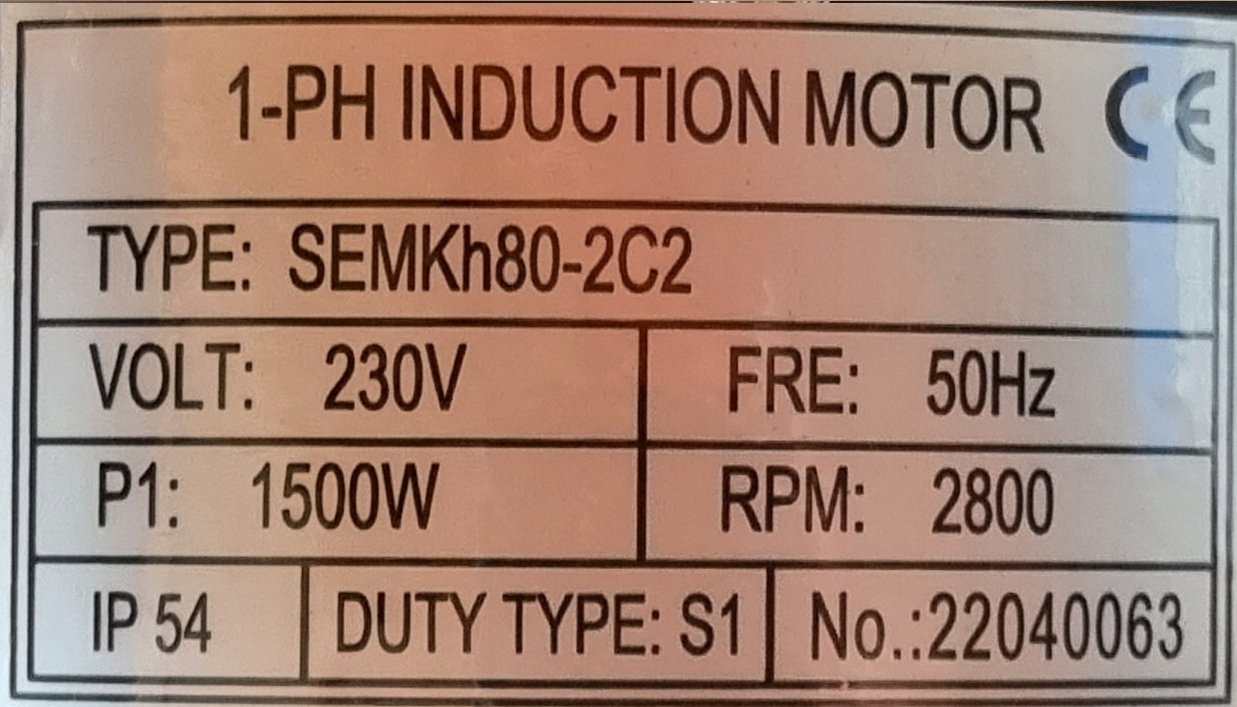 1-PH INDUCTION MOTOR CE
TYPE: SEMKh80-2C2
VOLT: 230V FRE: 50Hz
P1: 1500W RPM: 2800
IP 54 DUTY TYPE: S1 No.:22040063